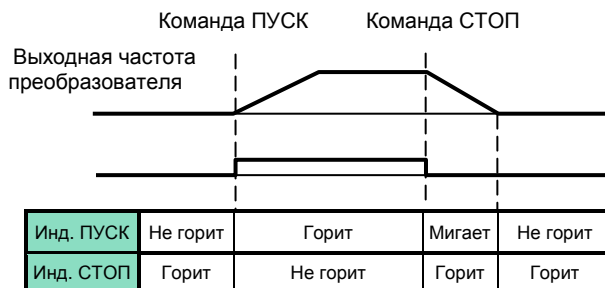 Команда ПУСК Команда СТОП
Выходная частота
преобразователя
Инд. ПУСК Не горит Горит Мигает Не горит
Инд. СТОП Горит Не горит Горит Горит